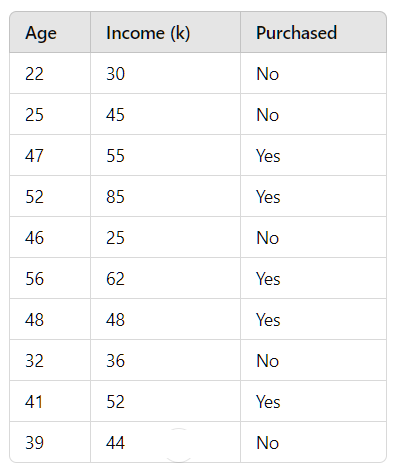 Age Income (k) Purchased
22 30 No
25 45 No
47 55 Yes
52 85 Yes
46 25 No
56 62 Yes
48 48 Yes
32 36 No
41 52 Yes
39 44 No